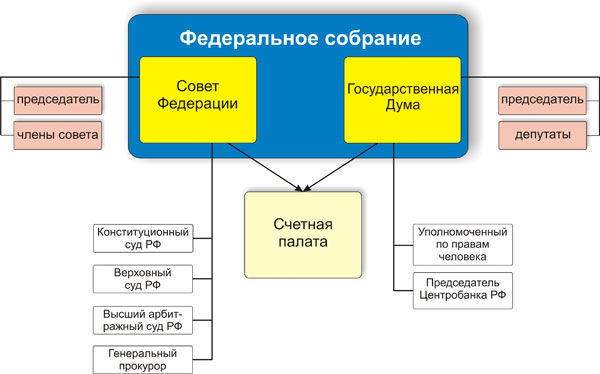 Федеральное собрание
Совет
Федерации
Государственная
Дума
председатель
члены совета
председатель
депутаты
Счетная
палата
Конституционный
суд РФ
Верховный
суд РФ
Высший арбит-
ражный суд РФ
Генеральный
прокурор
Уполномоченный
по правам
человека
Председатель
Центробанка РФ